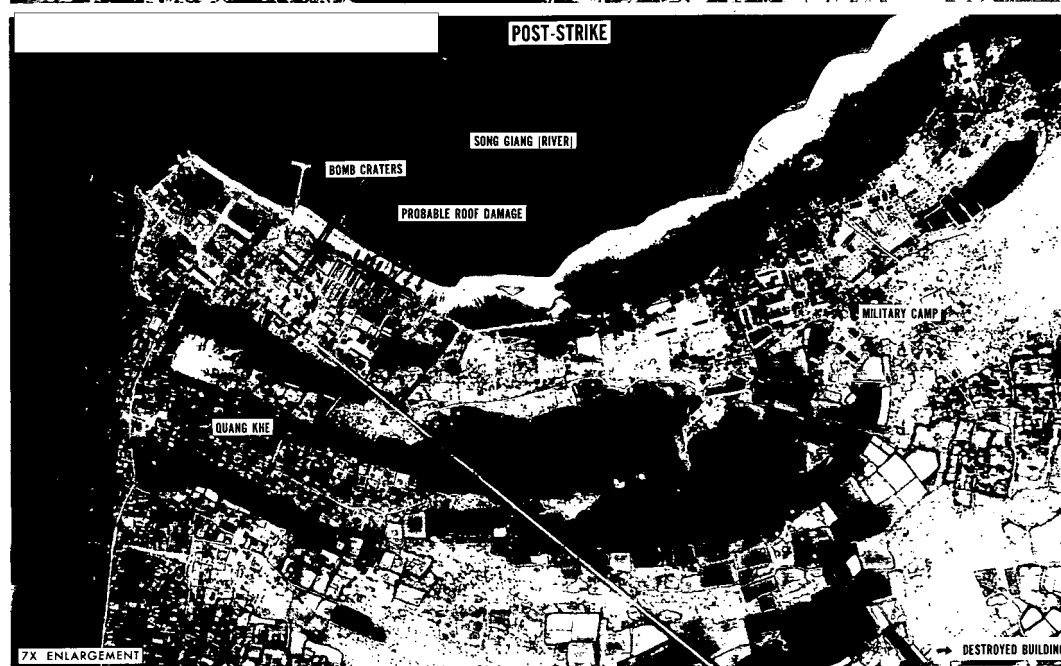 POST-STRIKE
SONG GIANG (RIVER)
BOMB CRATERS
PROBABLE ROOF DAMAGE
MILITARY CAMP
QUANG KHE
7X ENLARGEMENT
→ DESTROYED BUILDIN